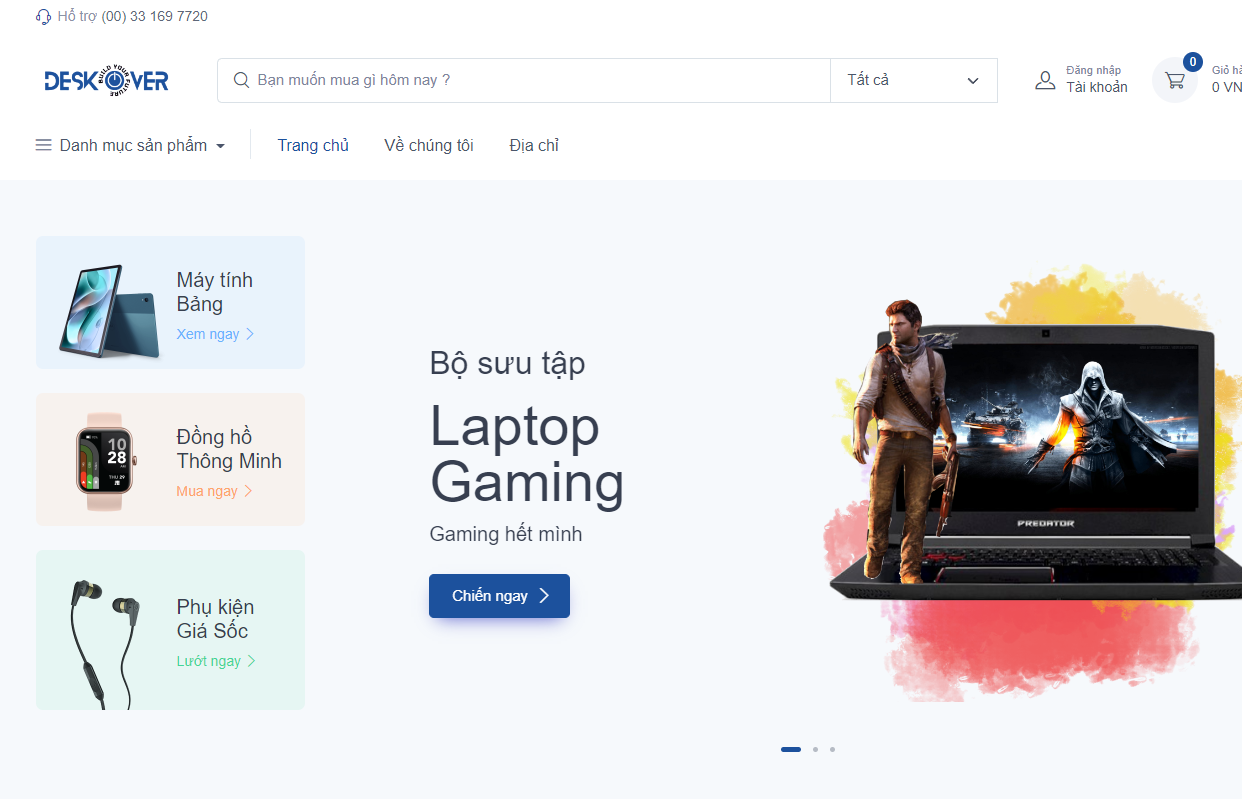 Hỗ trợ (00) 33 169 7720
DESKOVER
BUILD YOUR FUTURE
Bạn muốn mua gì hôm nay ?
Tất cả
Đăng nhập
Tài khoản
0
Giỏ hà
0 VN
Danh mục sản phẩm
Trang chủ
Về chúng tôi
Địa chỉ
Máy tính
Bảng
Xem ngay
Đồng hồ
Thông Minh
Mua ngay
10
28
THU 29
Phụ kiện
Giá Sốc
Lướt ngay
Bộ sưu tập
Laptop
Gaming
Gaming hết mình
Chiến ngay
PREDATOR